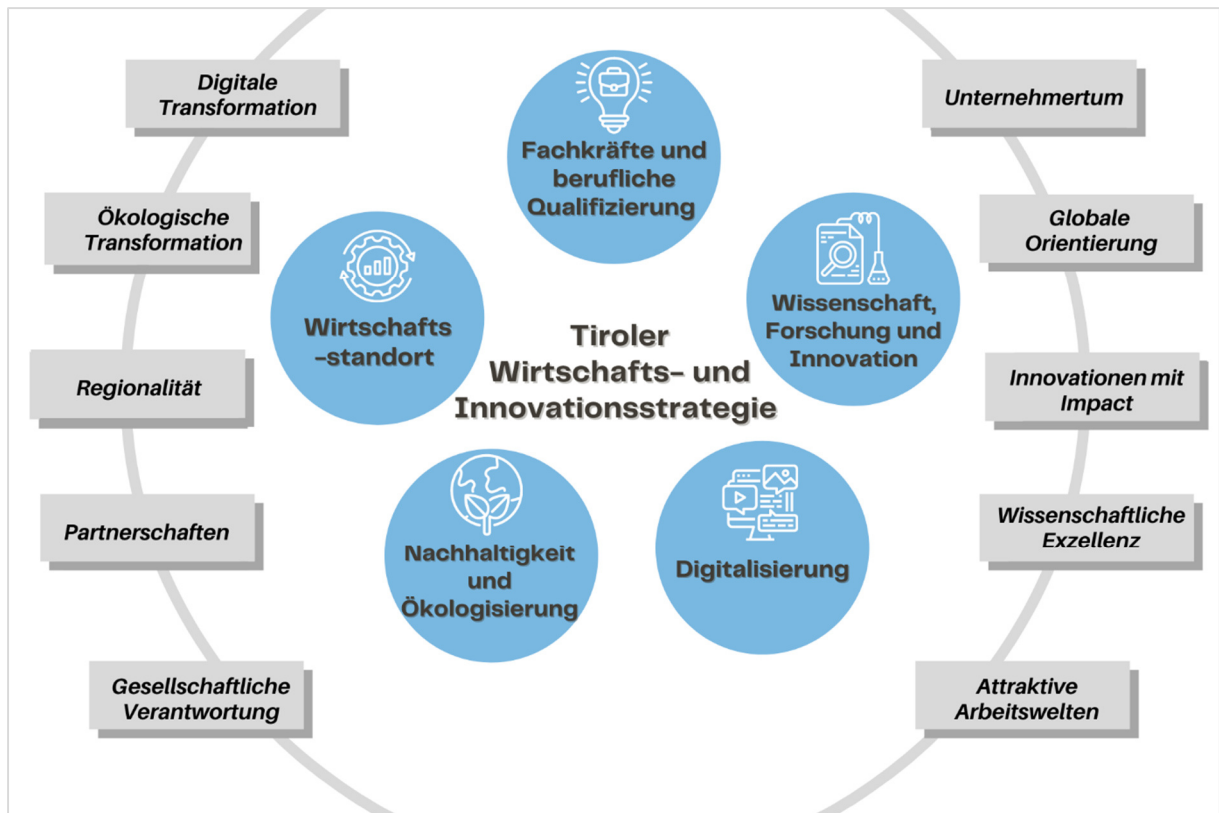 Digitale
Transformation
Ökologische
Transformation
Regionalität
Partnerschaften
Gesellschaftliche
Verantwortung
Fachkräfte und
berufliche
Qualifizierung
Wirtschafts
-standort
Wissenschaft,
Forschung und
Innovation
Tiroler
Wirtschafts- und
Innovationsstrategie
Nachhaltigkeit
und
Ökologisierung
Digitalisierung
Unternehmertum
Globale
Orientierung
Innovationen mit
Impact
Wissenschaftliche
Exzellenz
Attraktive
Arbeitswelten